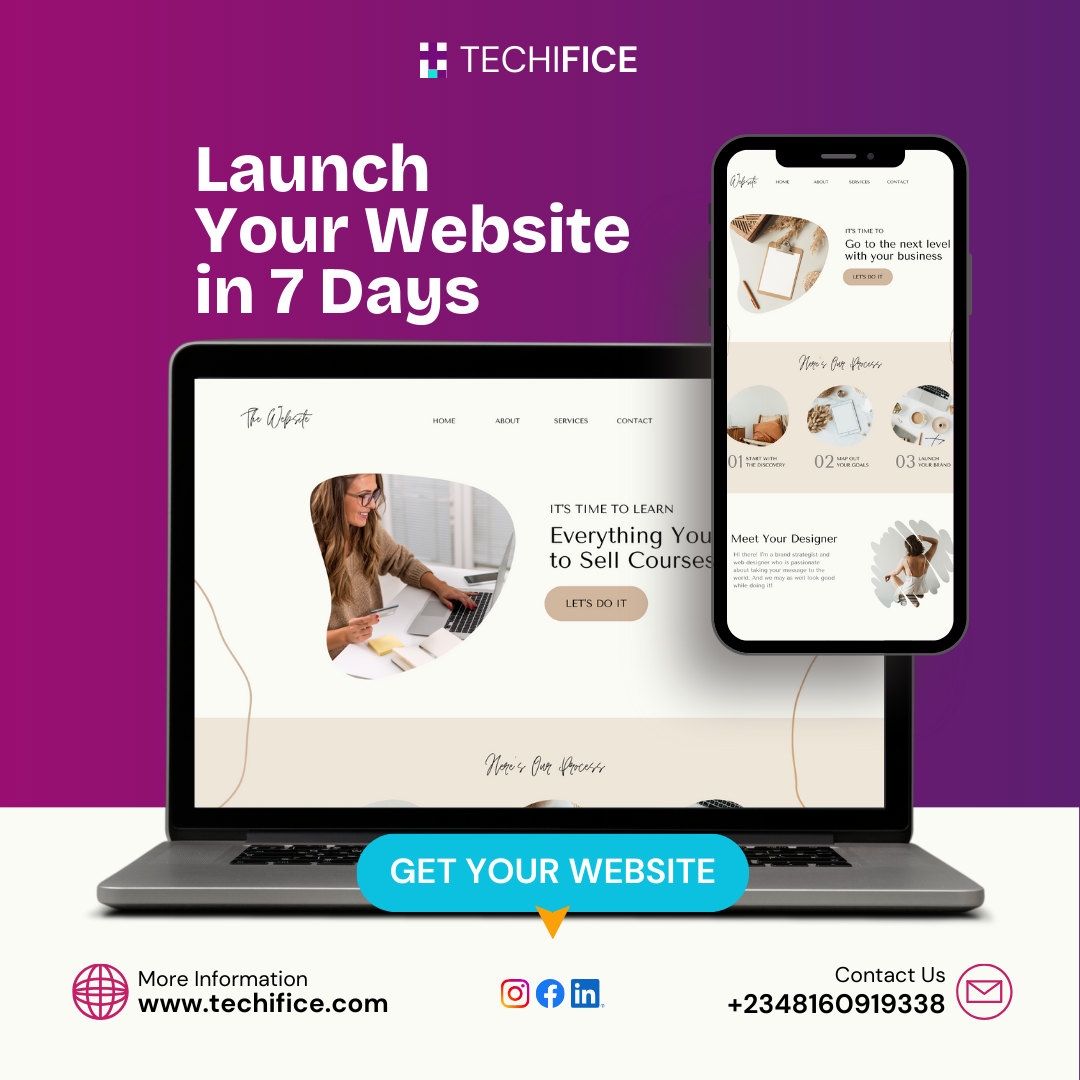 TECHIFICE
Launch
Your Website
in 7 Days
The Website
HOME ABOUT SERVICES CONTACT
IT'S TIME TO LEARN
Everything You
to Sell Courses
LET'S DO IT
Here's Our Process
Website
HOME ABOUT SERVICES CONTACT
IT'S TIME TO
Go to the next level
with your business
LET'S DO IT
Here's Our Process
01 START WITH
THE DISCOVERY
02 MAP OUT
YOUR GOALS
03 LAUNCH
YOUR BRAND
Meet Your Designer
Hi there! I'm a brand strategist and
web designer who is passionate
about taking your message to the
world. And we may as well look good
while doing it!
GET YOUR WEBSITE
More Information
www.techifice.com
Contact Us
+2348160919338